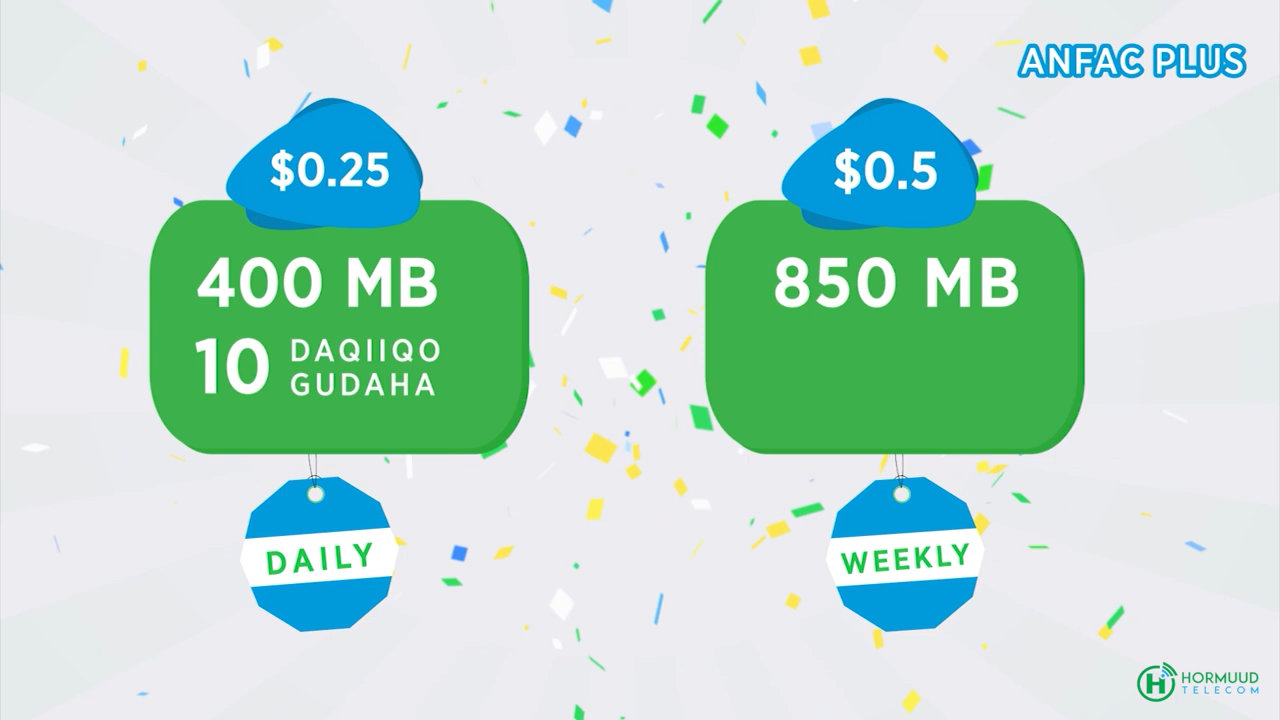 ANFAC PLUS
$0.25
400 MB
10 DAQIIQO
GUDAHA
DAILY
$0.5
850 MB
WEEKLY
HORMUUD
TELECOM